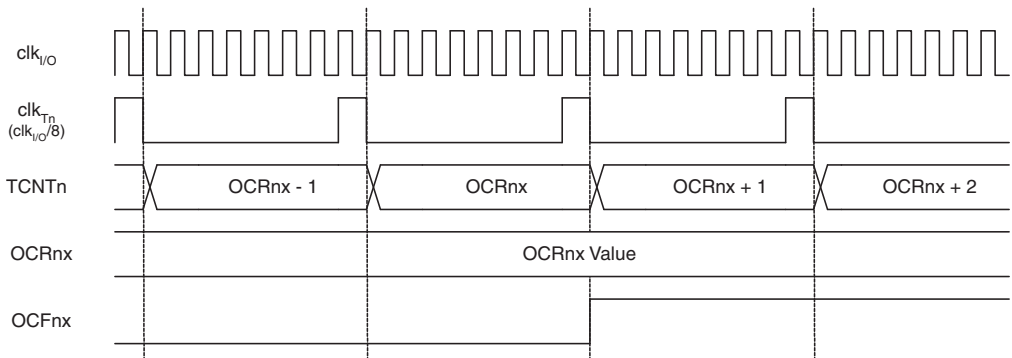 clkI/O
clkTn
(clkI/O/8)
TCNTn
OCRnx - 1
OCRnx
OCRnx + 1
OCRnx + 2
OCRnx
OCRnx Value
OCFnx